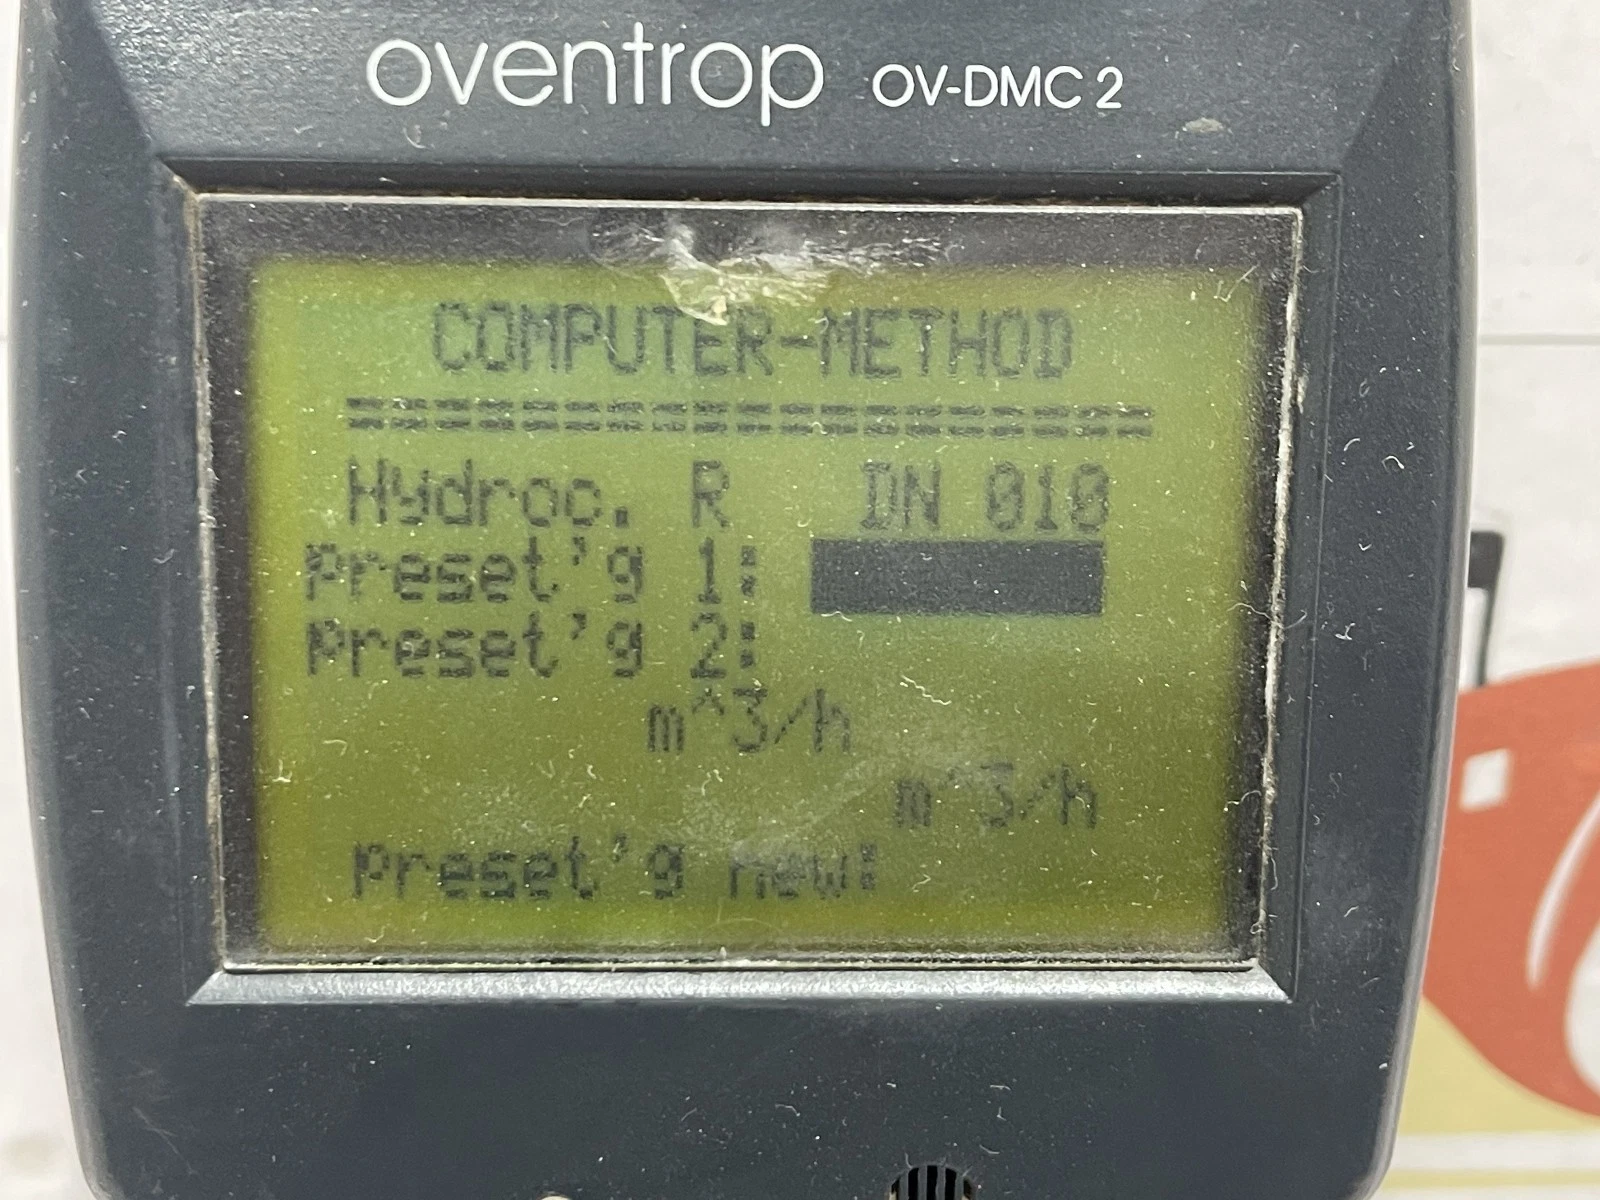 oventrop OV-DMC 2
COMPUTER-METHOD
===================
Hydroc. R DN 010
Preset'g 1:
Preset'g 2:
m^3/h
m^3/h
Preset'g new: